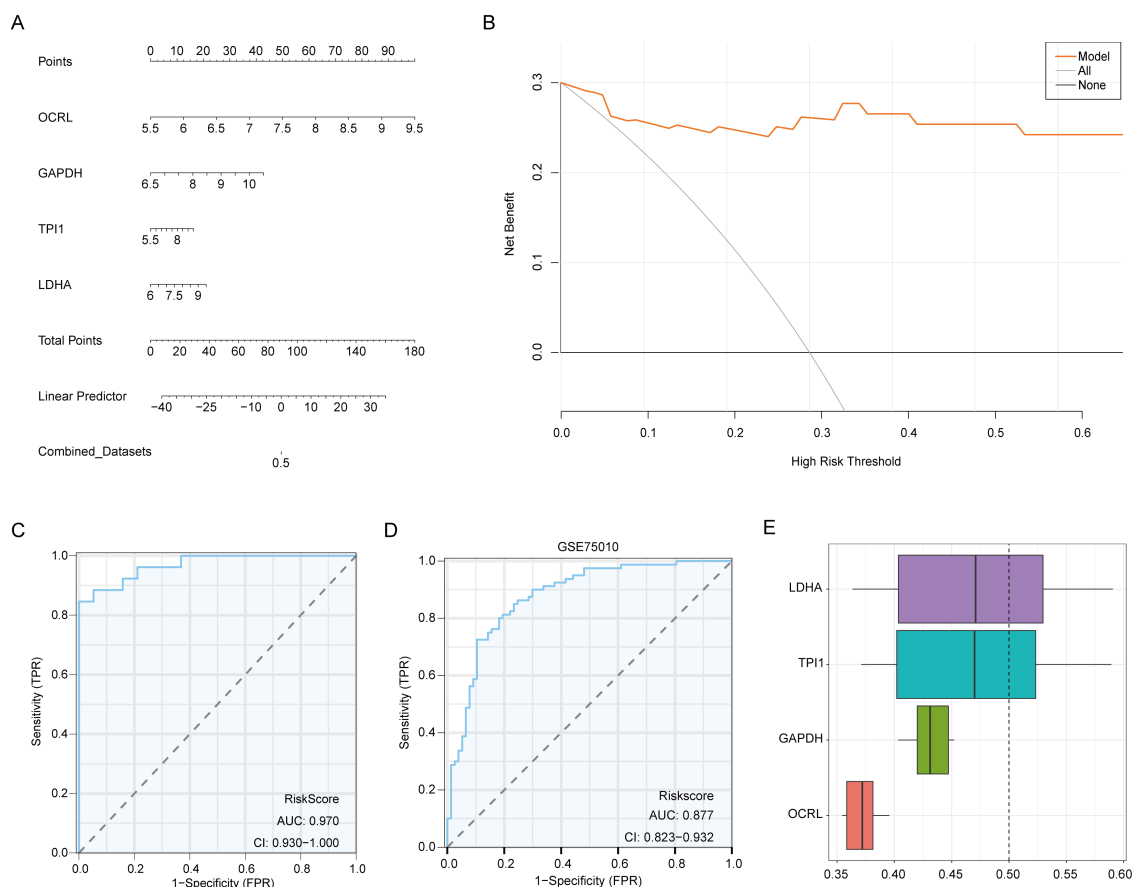 A
Points
0 10 20 30 40 50 60 70 80 90
OCRL
5.5 6 6.5 7 7.5 8 8.5 9 9.5
GAPDH
6.5 8 9 10
TPI1
5.5 8
LDHA
6 7.5 9
Total Points
0 20 40 60 80 100 140 180
Linear Predictor
−40 −25 −10 0 10 20 30
Combined_Datasets
0.5
B
Model
All
None
Net Benefit
0.3
0.2
0.1
0.0
0.0 0.1 0.2 0.3 0.4 0.5 0.6
High Risk Threshold
C
Sensitivity (TPR)
1.0
0.8
0.6
0.4
0.2
0.0
RiskScore
AUC: 0.970
CI: 0.930−1.000
0.0 0.2 0.4 0.6 0.8 1.0
1−Specificity (FPR)
D
GSE75010
Sensitivity (TPR)
1.0
0.8
0.6
0.4
0.2
0.0
Riskscore
AUC: 0.877
CI: 0.823−0.932
0.0 0.2 0.4 0.6 0.8 1.0
1−Specificity (FPR)
E
LDHA
TPI1
GAPDH
OCRL
0.35 0.40 0.45 0.50 0.55 0.60